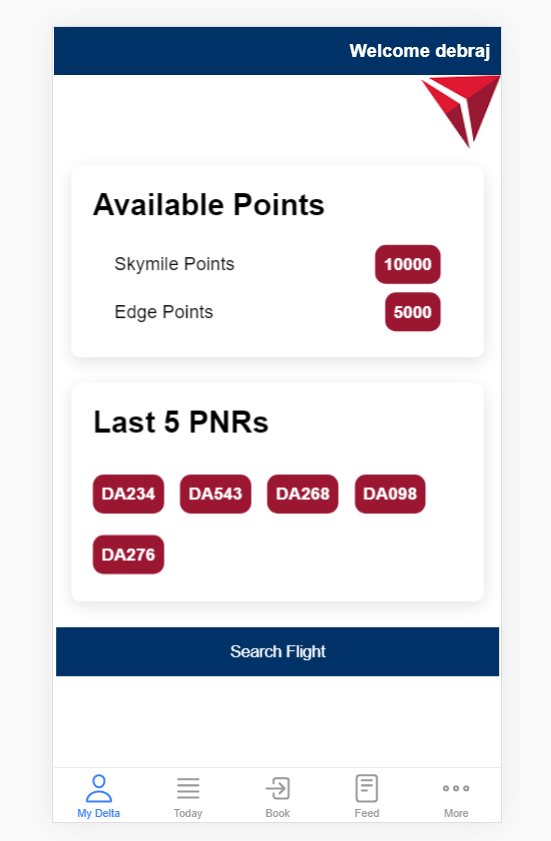 Welcome debraj
Available Points
Skymile Points 10000
Edge Points 5000
Last 5 PNRs
DA234 DA543 DA268 DA098
DA276
Search Flight
My Delta Today Book Feed More